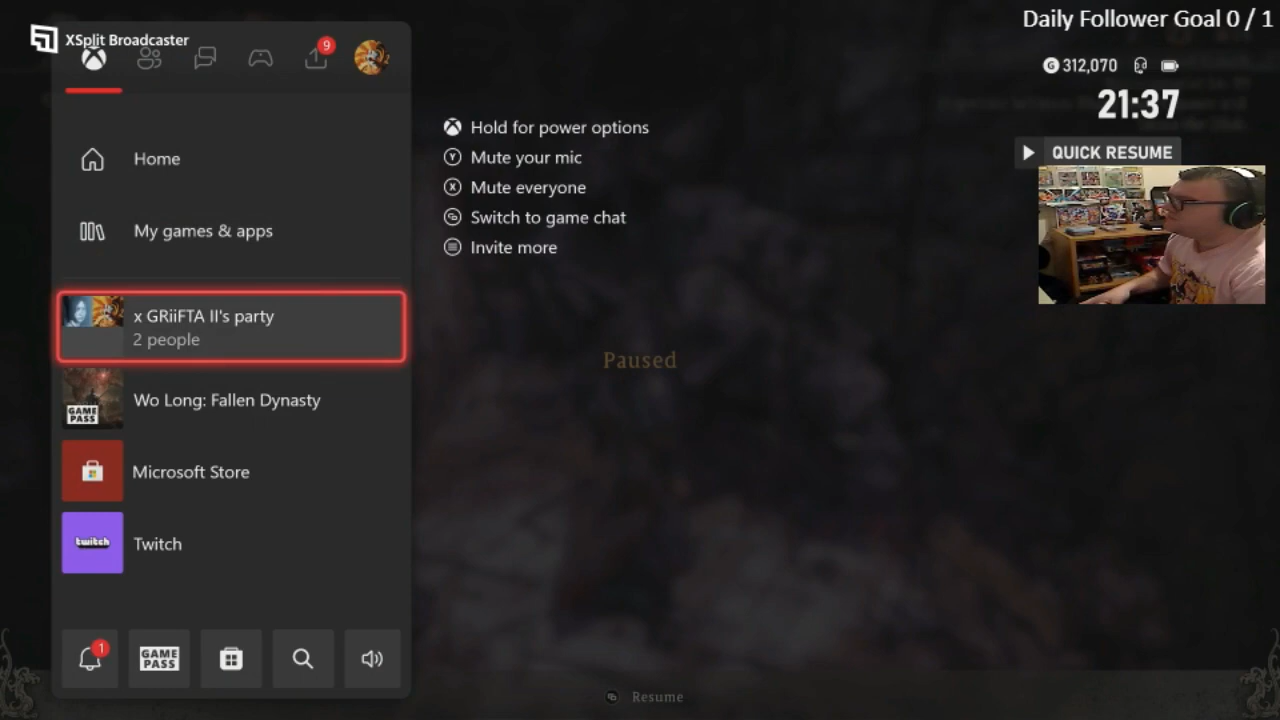 XSplit Broadcaster
9
Home
My games & apps
x GRiiFTA II's party
2 people
GAME PASS
Wo Long: Fallen Dynasty
Microsoft Store
twitch
Twitch
1
GAME PASS
Hold for power options
Y Mute your mic
X Mute everyone
Switch to game chat
Invite more
Paused
Resume
Daily Follower Goal 0 / 1
G 312,070
21:37
QUICK RESUME